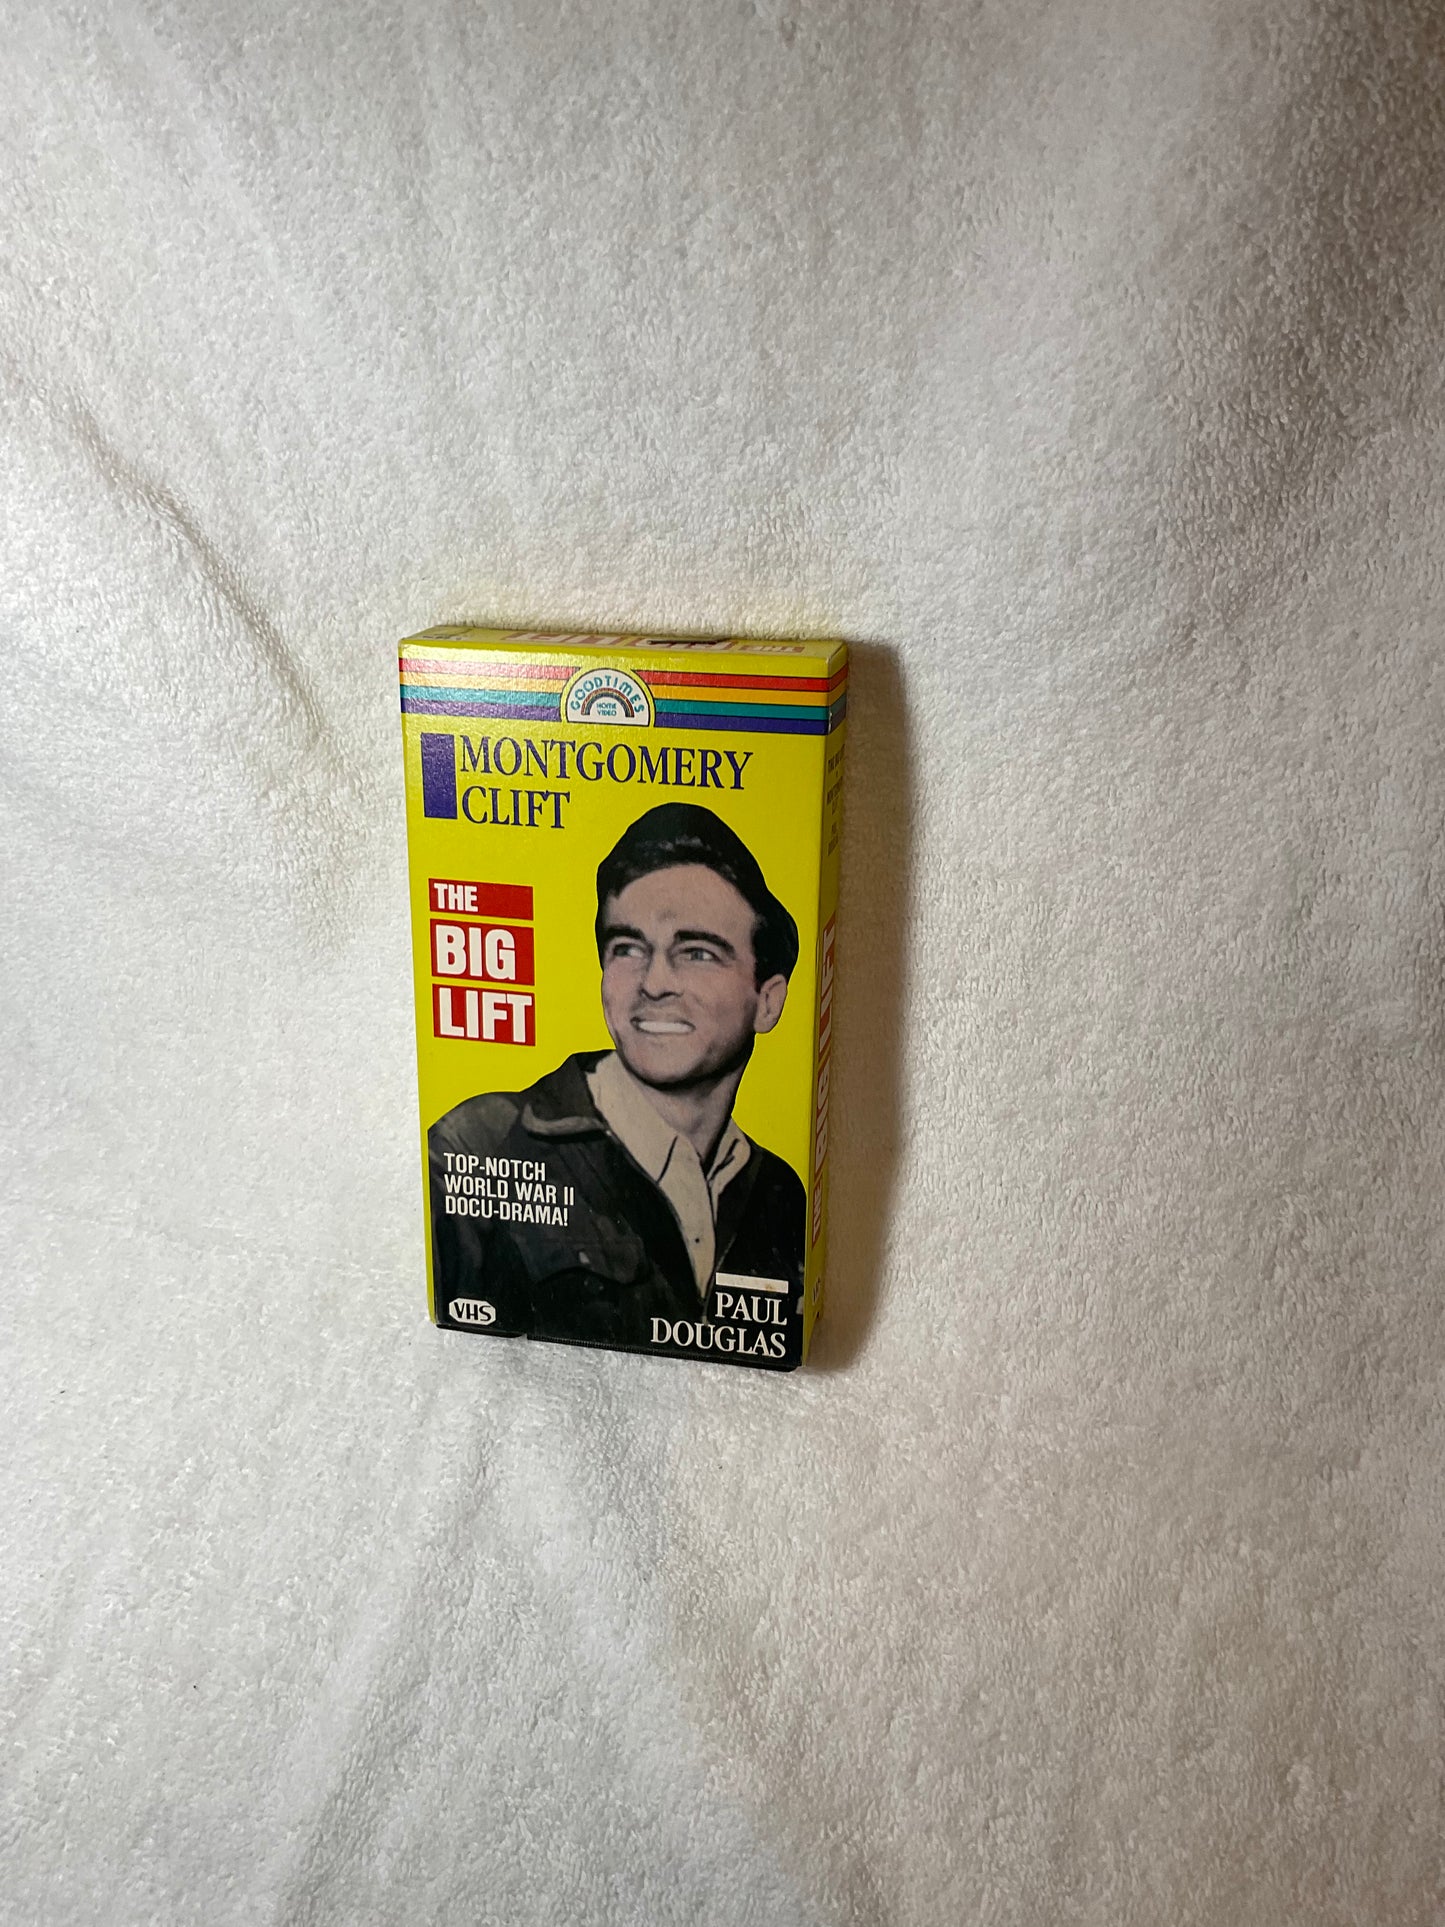 GOODTIMES
HOME
VIDEO
MONTGOMERY
CLIFT
THE
BIG
LIFT
TOP-NOTCH
WORLD WAR II
DOCU-DRAMA!
VHS
PAUL
DOUGLAS
THE BIG LIFT